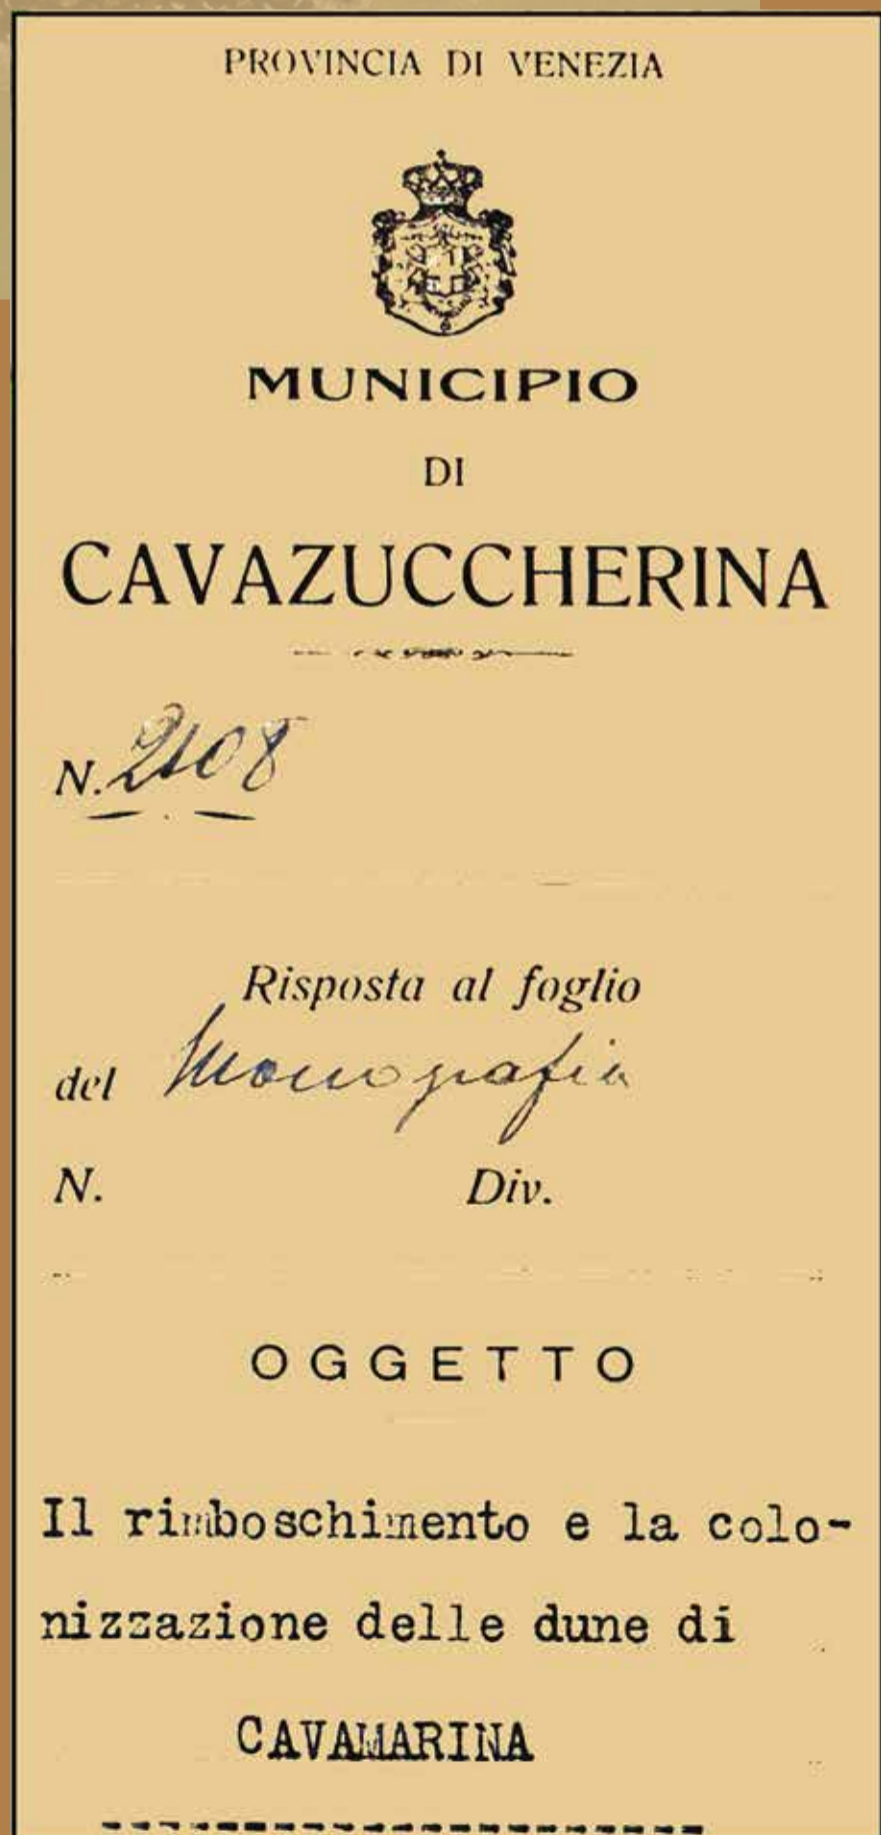 PROVINCIA DI VENEZIA
MUNICIPIO
DI
CAVAZUCCHERINA
N. 2108
Risposta al foglio
del Monografia
N. Div.
OGGETTO
Il rimboschimento e la colo-
nizzazione delle dune di
CAVAMARINA